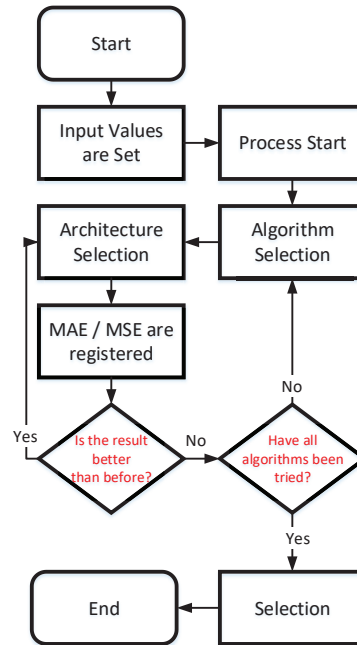 Start
Input Values
are Set
Process Start
Algorithm
Selection
Architecture
Selection
MAE / MSE are
registered
Is the result
better
than before?
Yes
No
Have all
algorithms been
tried?
No
Yes
Selection
End